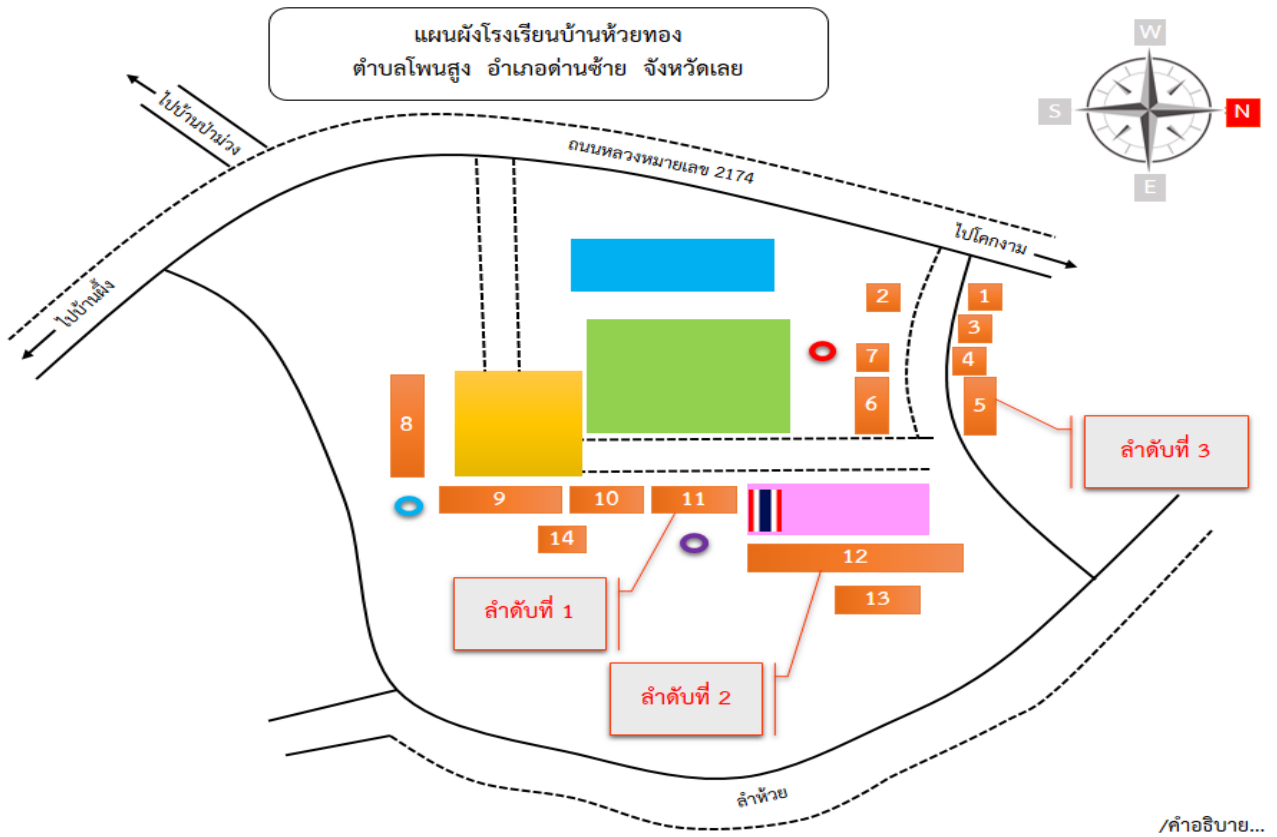 แผนผังโรงเรียนบ้านห้วยทอง
ตำบลโพนสูง อำเภอด่านซ้าย จังหวัดเลย
W
S
N
E
ไปบ้านป่าม่วง
ถนนหลวงหมายเลข 2174
ไปโคกงาม
ไปบ้านผึ้ง
2
1
3
7
4
6
5
8
ลำดับที่ 3
9
10
11
14
12
13
ลำดับที่ 1
ลำดับที่ 2
ลำห้วย
/คำอธิบาย...